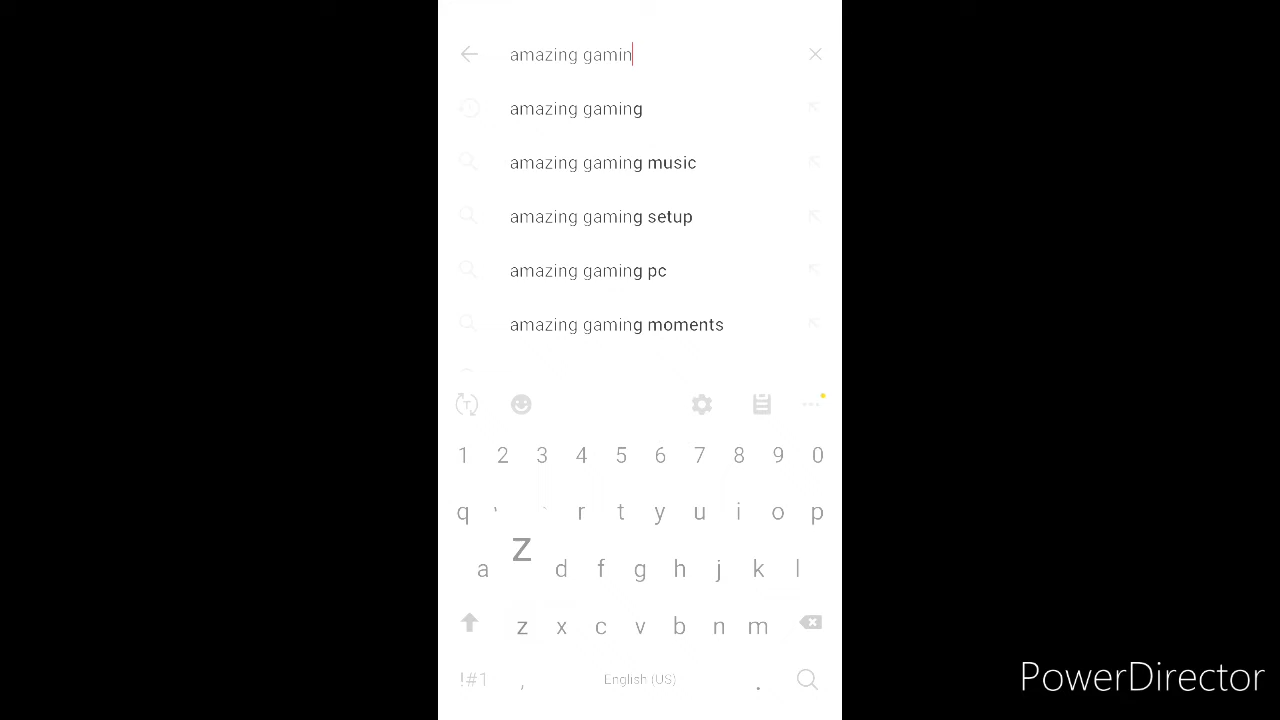 amazing gamin
amazing gaming
amazing gaming music
amazing gaming setup
amazing gaming pc
amazing gaming moments
T
1 2 3 4 5 6 7 8 9 0
q r t y u i o p
z
a d f g h j k l
z x c v b n m
!#1 , English (US) .
PowerDirector